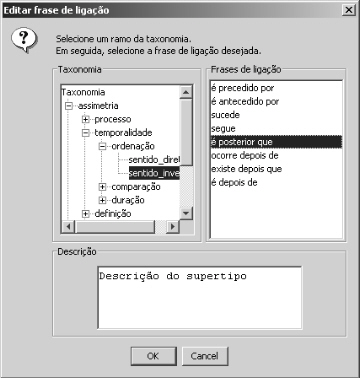 Editar frase de ligação
Selecione um ramo da taxonomia.
Em seguida, selecione a frase de ligação desejada.
Taxonomia
Taxonomia
assimetria
processo
temporalidade
ordenação
sentido_diret
sentido_inve
comparação
duração
definição
Frases de ligação
é precedido por
é antecedido por
sucede
segue
é posterior que
ocorre depois de
existe depois que
é depois de
Descrição
Descrição do supertipo
OK
Cancel